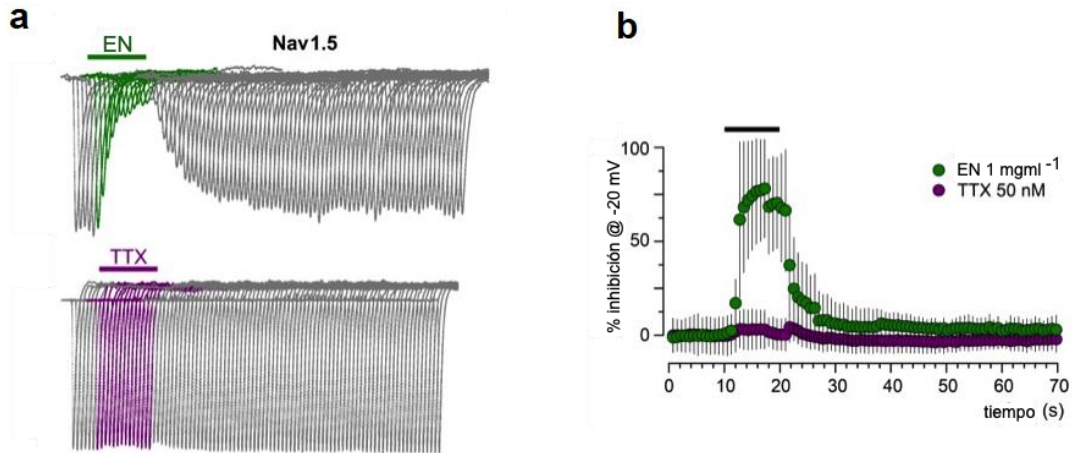 a
EN
Nav1.5
TTX
b
% inhibición @ -20 mV
100
50
0
EN 1 mgml -1
TTX 50 nM
0 10 20 30 40 50 60 70
tiempo (s)